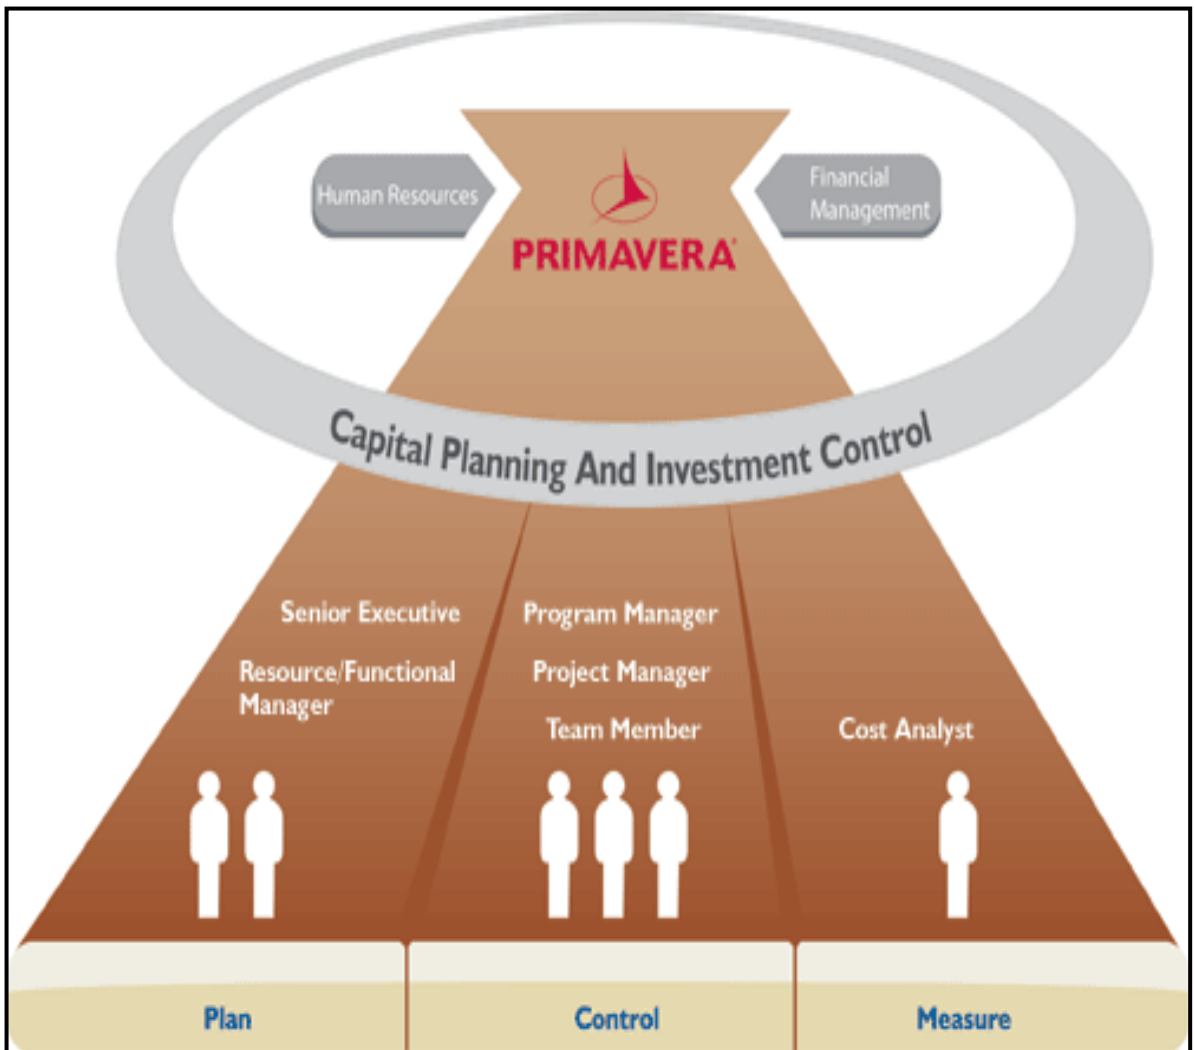 Human Resources
Financial
Management
PRIMAVERA
Capital Planning And Investment Control
Senior Executive
Resource/Functional
Manager
Program Manager
Project Manager
Team Member
Cost Analyst
Plan
Control
Measure